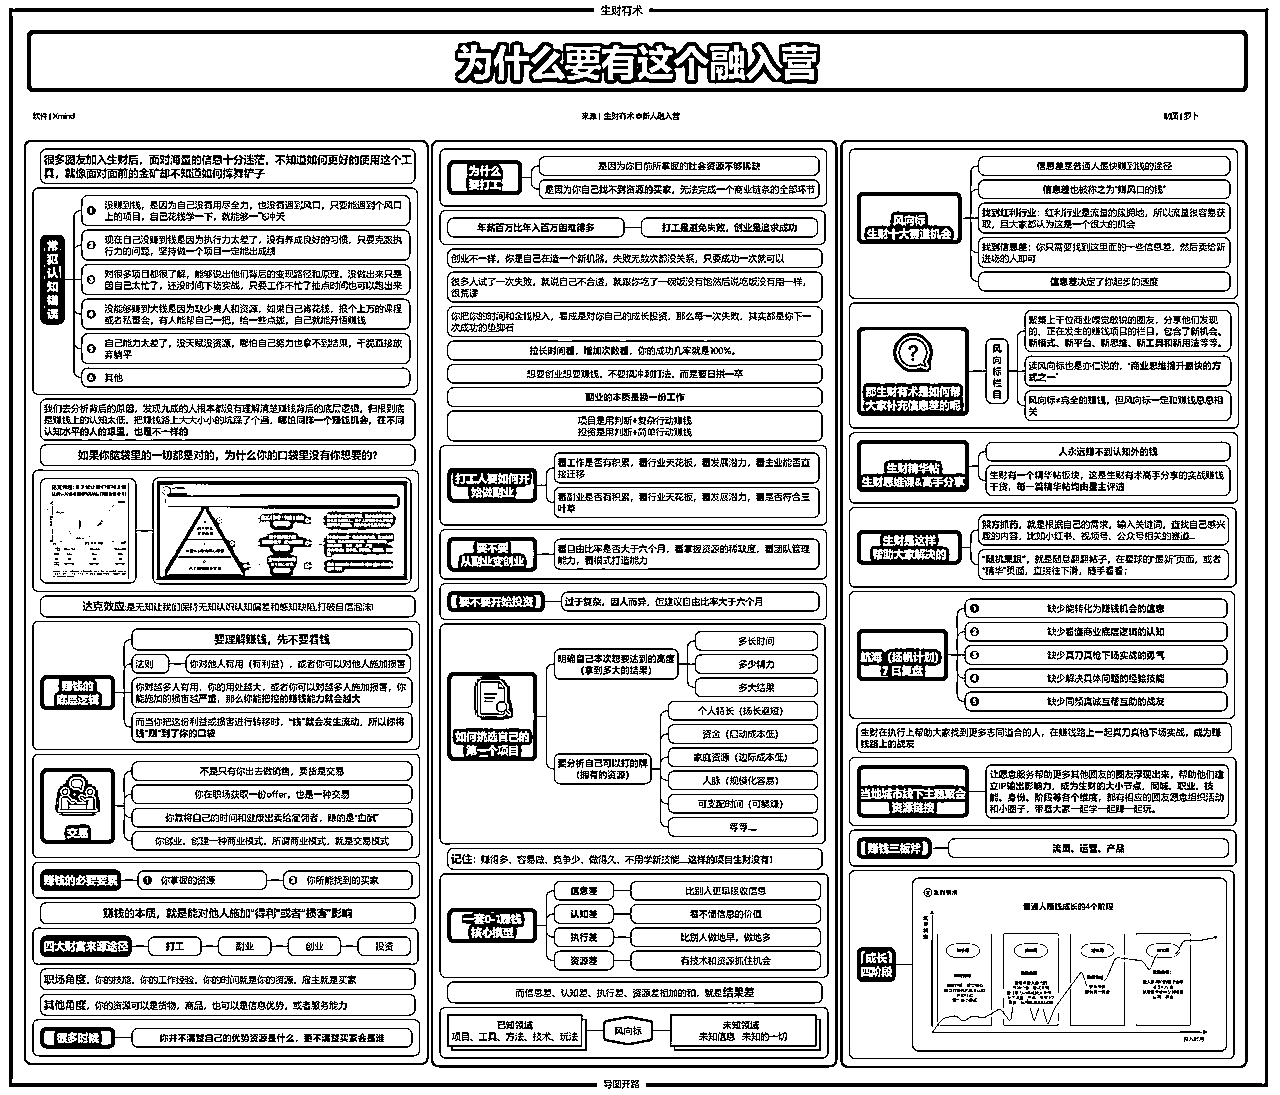 生财有术
为什么要有这个融入营
软件 | Xmind
来源 | 生财有术@新人融入营
制图 | 萝卜
很多圈友加入生财后，面对海量的信息十分迷茫，不知道如何更好的使用这个工
具，就像面对面前的金矿却不知道如何挥舞铲子
常犯认知错误
1 没赚到钱，是因为自己没有用尽全力，也没有遇到风口，只要能遇到个风口
上的项目，自己花钱学一下，就能够一飞冲天
2 现在自己没赚到钱是因为执行力太差了，没有养成良好的习惯，只要克服执
行力的问题，坚持做一个项目一定能出成绩
3 对很多项目都很了解，能够说出他们背后的变现路径和原理，没做出来只是
因自己太忙了，还没时间下场实战，只要工作不忙了抽点时间也可以跑出来
4 没能够赚到大钱是因为缺少贵人和资源，如果自己肯花钱，报个上万的课程
或者私董会，有人能帮自己一把，给一些点拨，自己就能开悟赚钱
5 自己能力太差了，没天赋没资源，哪怕自己努力也拿不到结果，干脆直接放
弃躺平
6 其他
我们去分析背后的原因，发现九成的人根本都没有理解清楚赚钱背后的底层逻辑，归根到底
是赚钱上的认知太低，把赚钱路上大大小小的坑踩了个遍，哪怕同样一个赚钱机会，在不同
认知水平的人的眼里，也是不一样的
如果你脑袋里的一切都是对的，为什么你的口袋里没有你想要的？
达克效应:是无知让我们保持无知认识认知偏差和感知缺陷,打破自信泡沫!
赚钱的
底层逻辑
要理解赚钱，先不要看钱
法则
你对他人有用（有利益），或者你可以对他人施加损害
你对越多人有用，你的用处越大，或者你可以对越多人施加损害，你
能施加的损害越严重，那么你能把控的赚钱能力就会越大
而当你把这份利益或损害进行转移时，“钱”就会发生流动，所以你将
钱“赚”到了你的口袋
交易
不是只有你出去做销售，卖货是交易
你在职场获取一份offer，也是一种交易
你靠将自己的时间和健康出卖给雇佣者，赚的是“血酬”
你创业，创建一种商业模式，所谓商业模式，就是交易模式
赚钱的必要要素
1 你掌握的资源
2 你所能找到的买家
赚钱的本质，就是能对他人施加“得利”或者“损害”影响
四大财富来源途径
打工
副业
创业
投资
职场角度，你的技能，你的工作经验，你的时间就是你的资源，雇主就是买家
其他角度，你的资源可以是货物，商品，也可以是信息优势，或者服务能力
很多时候
你并不清楚自己的优势资源是什么，更不清楚买家会是谁
为什么
要打工
是因为你目前所掌握的社会资源不够稀缺
是因为你自己找不到资源的买家，无法完成一个商业链条的全部环节
年薪百万比年入百万困难得多
打工是避免失败，创业是追求成功
创业不一样，你是自己在造一个新机器，失败无数次都没关系，只要成功一次就可以
很多人试了一次失败，就说自己不合适，就跟你吃了一碗饭没有饱然后说吃饭没有用一样，
很荒谬
你把你的时间和金钱投入，看成是对你自己的成长投资，那么每一次失败，其实都是你下一
次成功的垫脚石
拉长时间看，增加次数看，你的成功几率就是100%。
想要创业想要赚钱，不要搞冲刺打法，而是要日拱一卒
副业的本质是换一份工作
项目是用判断+复杂行动赚钱
投资是用判断+简单行动赚钱
打工人要如何开
始做副业
看工作是否有积累，看行业天花板，看发展潜力，看主业能否直
接迁移
看副业是否有积累，看行业天花板，看发展潜力，看是否符合三
叶草
要不要
从副业变创业
看自由比率是否大于六个月，看掌握资源的稀缺度，看团队管理
能力，看模式打造能力
要不要开始投资
过于复杂，因人而异，但建议自由比率大于六个月
如何挑选自己的
第一个项目
明确自己本次想要达到的高度
（拿到多大的结果）
多长时间
多少精力
多大结果
要分析自己可以打的牌
（拥有的资源）
个人特长（扬长避短）
资金（启动成本低）
家庭资源（边际成本低）
人脉（规模化容易）
可支配时间（可躺赚）
等等...
记住：赚得多、容易做、竞争少、做得久、不用学新技能...这样的项目生财没有！
核心模型
信息差
比别人更早接收信息
认知差
看不懂信息的价值
执行差
比别人做地早，做地多
资源差
有技术和资源抓住机会
而信息差、认知差、执行差、资源差相加的和，就是结果差
已知领域
项目、工具、方法、技术、玩法
风向标
未知领域
未知信息 未知的一切
风向标
生财十大赛道机会
信息差是普通人最快赚到钱的途径
信息差也被称之为“赚风口的钱”
找到红利行业：红利行业是流量的簇拥地，所以流量很容易获
取，且大家都认为这是一个很大的机会
找到信息差：你只需要找到这里面的一些信息差，然后卖给新
进场的人即可
信息差决定了你起步的速度
那生财有术是如何帮
大家补充信息差的呢
风向标栏目
聚集上千位商业嗅觉敏锐的圈友，分享他们发现
的、正在发生的赚钱项目的栏目，包含了新机会、
新模式、新平台、新思维、新工具和新用法等等。
读风向标也是亦仁说的，“商业思维提升最快的方
式之一”
风向标≠完全的赚钱，但风向标一定和赚钱息息相
关
生财精华帖
人永远赚不到认知外的钱
生财有一个精华帖板块，这是生财有术高手分享的实战赚钱
干货，每一篇精华帖均由星主评选
生财是这样
帮助大家解决的
按方抓药，就是根据自己的需求，输入关键词，查找自己感兴
趣的内容，比如小红书、视频号、公众号相关的赛道...
“随机漫步”，就是随意翻翻帖子，在星球的“最新”页面，或者
“精华”页面，直接往下滑，随手看看；
1 缺少能转化为赚钱机会的信息
2 缺少看懂商业底层逻辑的认知
3 缺少真刀真枪下场实战的勇气
4 缺少解决具体问题的经验技能
5 缺少同频真诚互帮互助的战友
生财在执行上帮助大家找到更多志同道合的人，在赚钱路上一起真刀真枪下场实战，成为赚
钱路上的战友
当地城市线下主题聚会
资源链接
让愿意服务帮助更多其他圈友的圈友浮现出来，帮助他们建
立IP输出影响力，成为生财的大小节点，同城、职业、技
能、身份、阶段等各个维度，都有相应的圈友愿意组织活动
和小圈子，带着大家一起学一起赚一起玩。
赚钱三板斧
流量、运营、产品
成长
四阶段
生财有术
普通人赚钱成长的4个阶段
导图开路